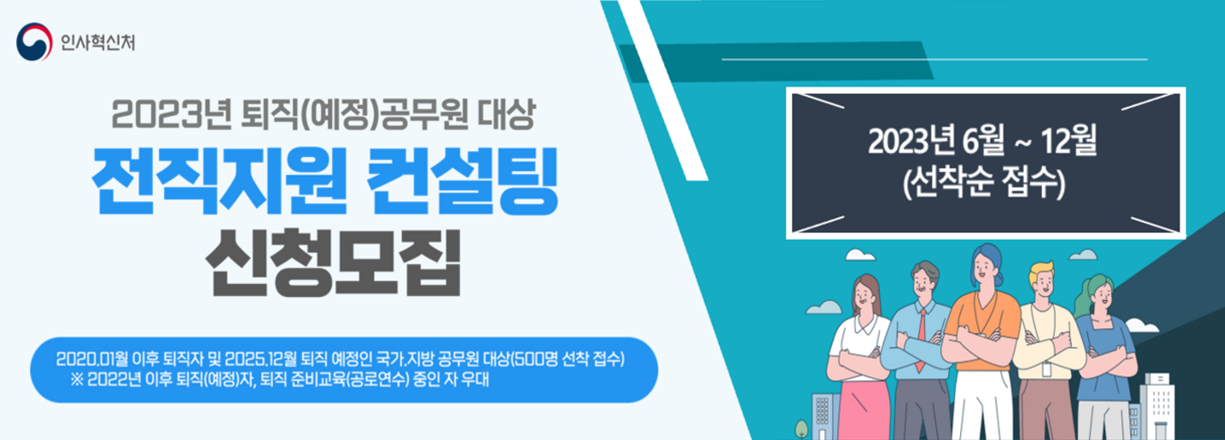 인사혁신처
2023년 퇴직(예정)공무원 대상
전직지원 컨설팅
신청모집
2020.01월 이후 퇴직자 및 2025.12월 퇴직 예정인 국가.지방 공무원 대상(500명 선착 접수)
※ 2022년 이후 퇴직(예정)자, 퇴직 준비교육(공로연수) 중인 자 우대
2023년 6월 ~ 12월
(선착순 접수)